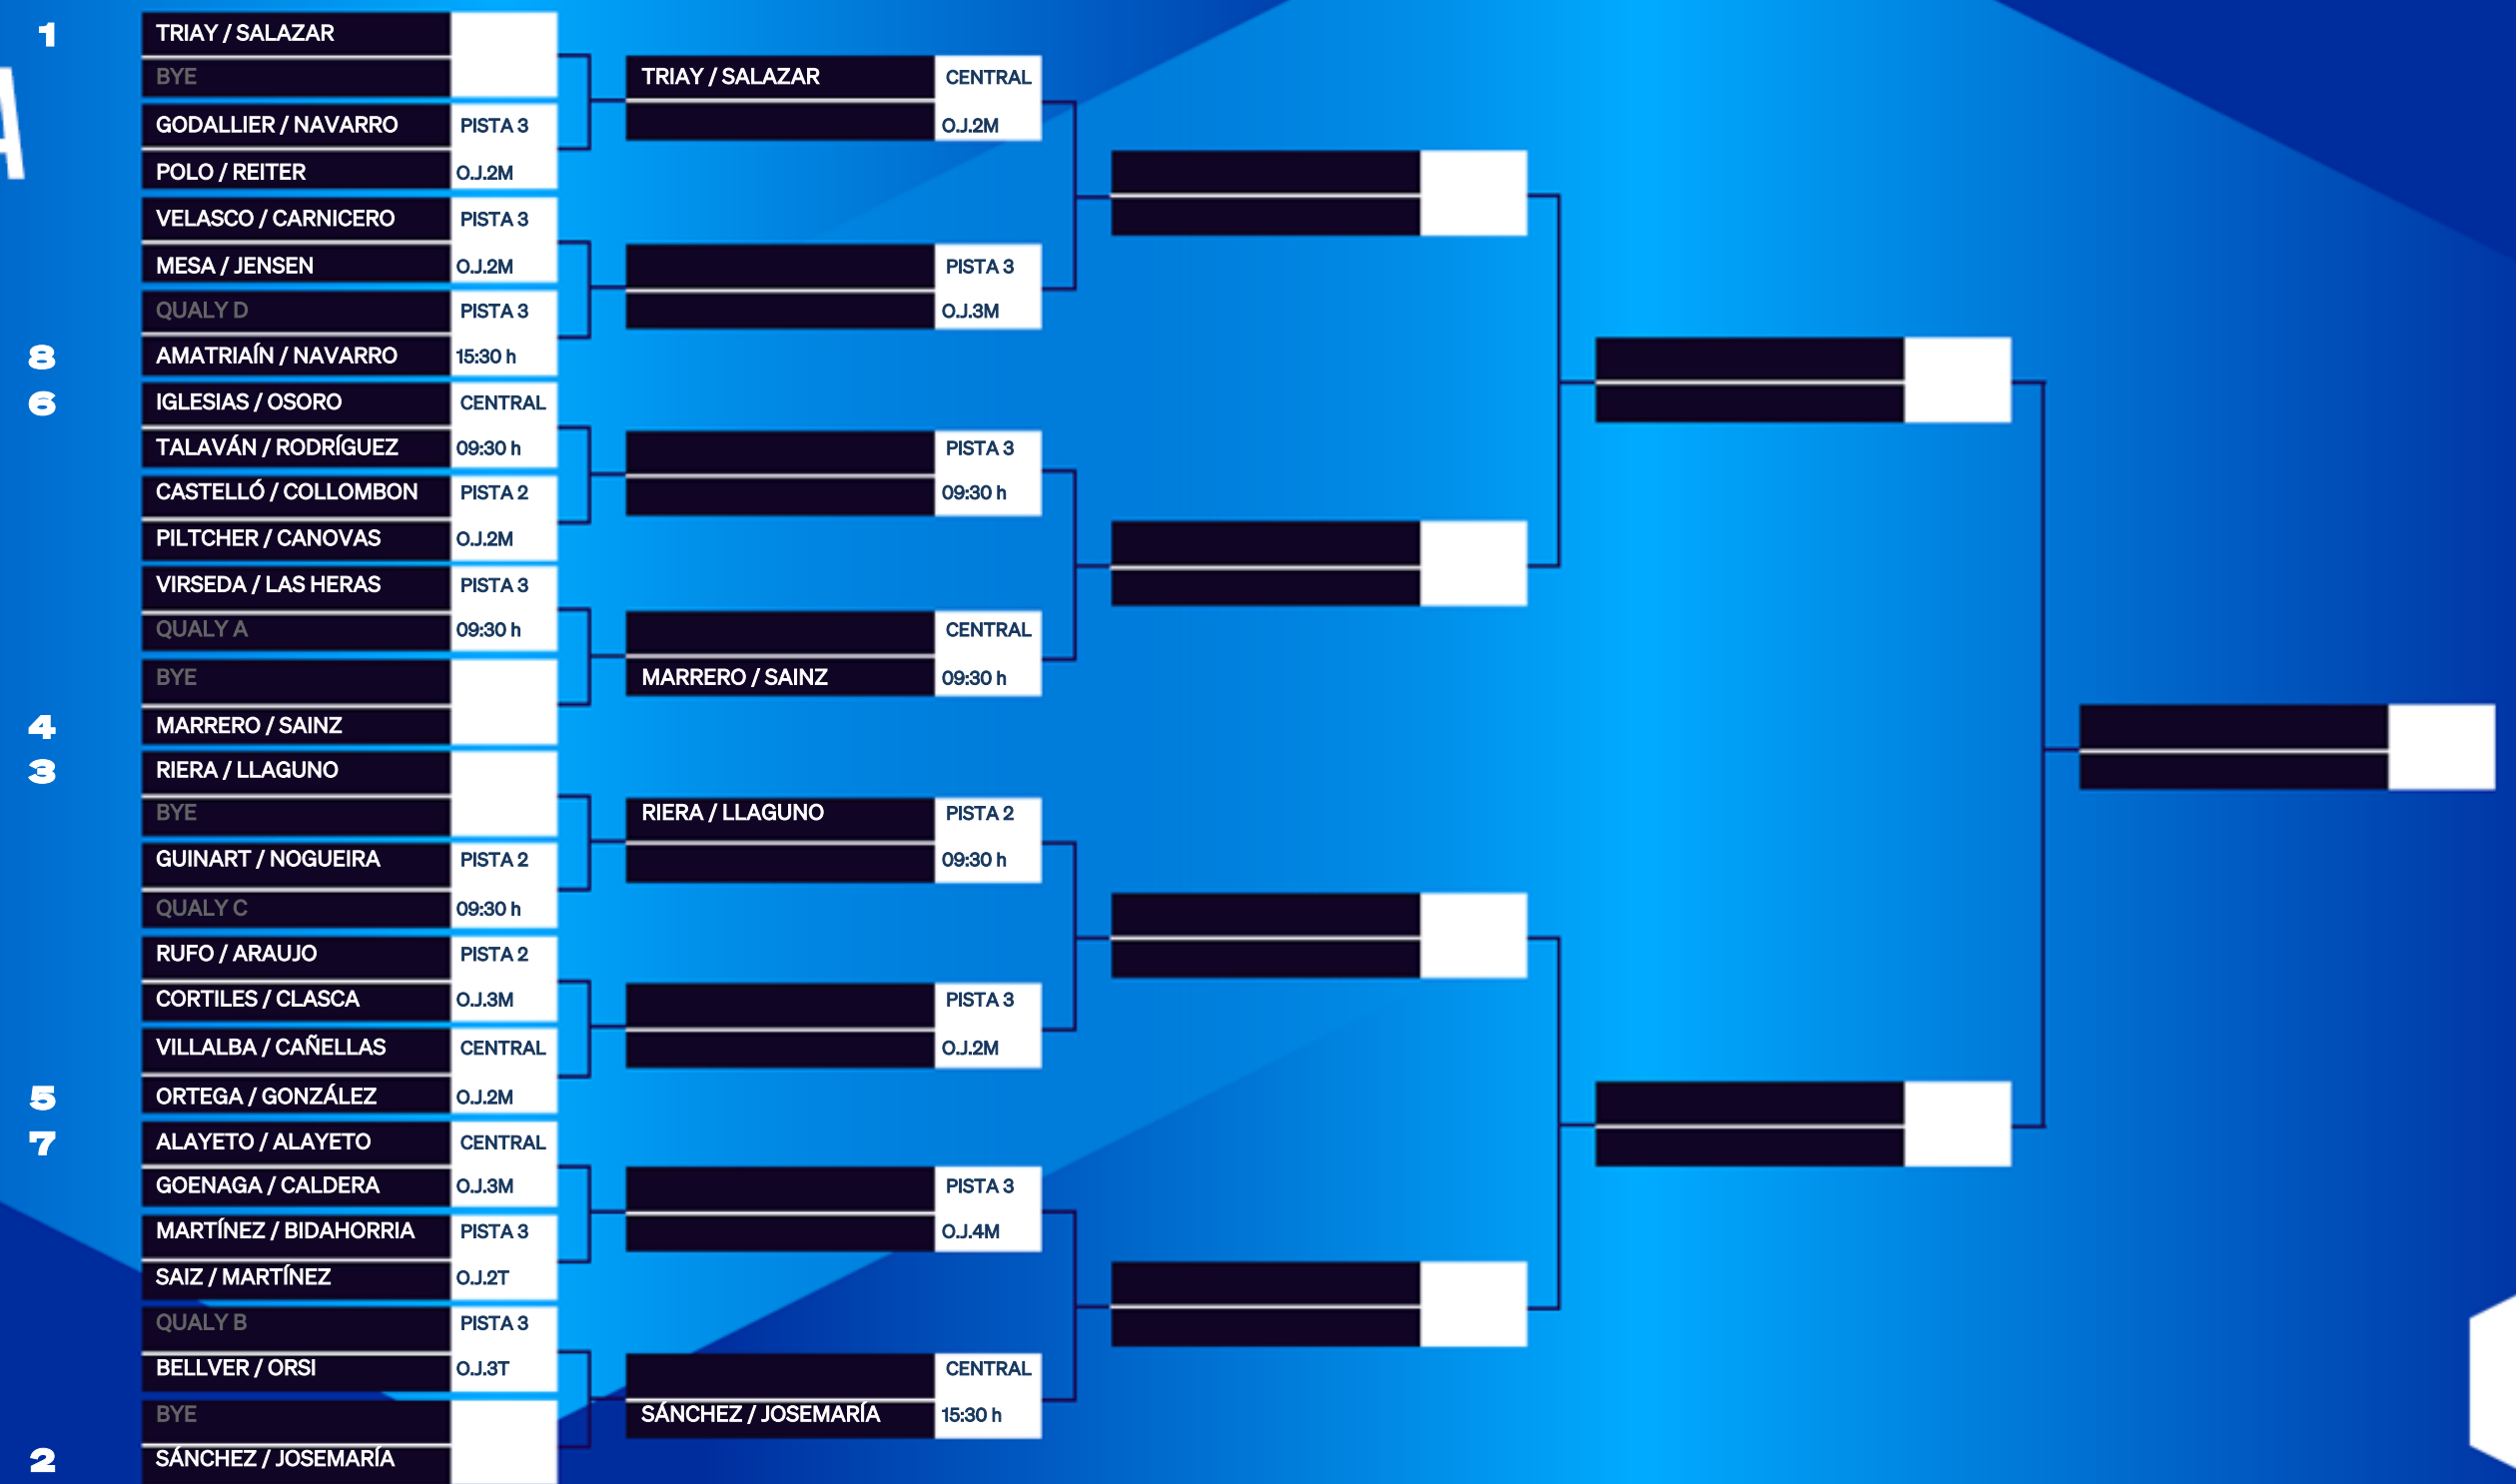 1
TRIAY / SALAZAR
BYE
GODALLIER / NAVARRO
PISTA 3
POLO / REITER
O.J.2M
VELASCO / CARNICERO
PISTA 3
MESA / JENSEN
O.J.2M
QUALY D
PISTA 3
8
AMATRIAÍN / NAVARRO
15:30 h
6
IGLESIAS / OSORO
CENTRAL
TALAVÁN / RODRÍGUEZ
09:30 h
CASTELLÓ / COLLOMBON
PISTA 2
PILTCHER / CANOVAS
O.J.2M
VIRSEDA / LAS HERAS
PISTA 3
QUALY A
09:30 h
BYE
4
MARRERO / SAINZ
3
RIERA / LLAGUNO
BYE
GUINART / NOGUEIRA
PISTA 2
QUALY C
09:30 h
RUFO / ARAUJO
PISTA 2
CORTILES / CLASCA
O.J.3M
VILLALBA / CAÑELLAS
CENTRAL
5
ORTEGA / GONZÁLEZ
O.J.2M
7
ALAYETO / ALAYETO
CENTRAL
GOENAGA / CALDERA
O.J.3M
MARTÍNEZ / BIDAHORRIA
PISTA 3
SAIZ / MARTÍNEZ
O.J.2T
QUALY B
PISTA 3
BELLVER / ORSI
O.J.3T
BYE
2
SÁNCHEZ / JOSEMARÍA
TRIAY / SALAZAR
CENTRAL
O.J.2M
PISTA 3
O.J.3M
PISTA 3
09:30 h
CENTRAL
MARRERO / SAINZ
09:30 h
RIERA / LLAGUNO
PISTA 2
09:30 h
PISTA 3
O.J.2M
PISTA 3
O.J.4M
CENTRAL
SÁNCHEZ / JOSEMARÍA
15:30 h